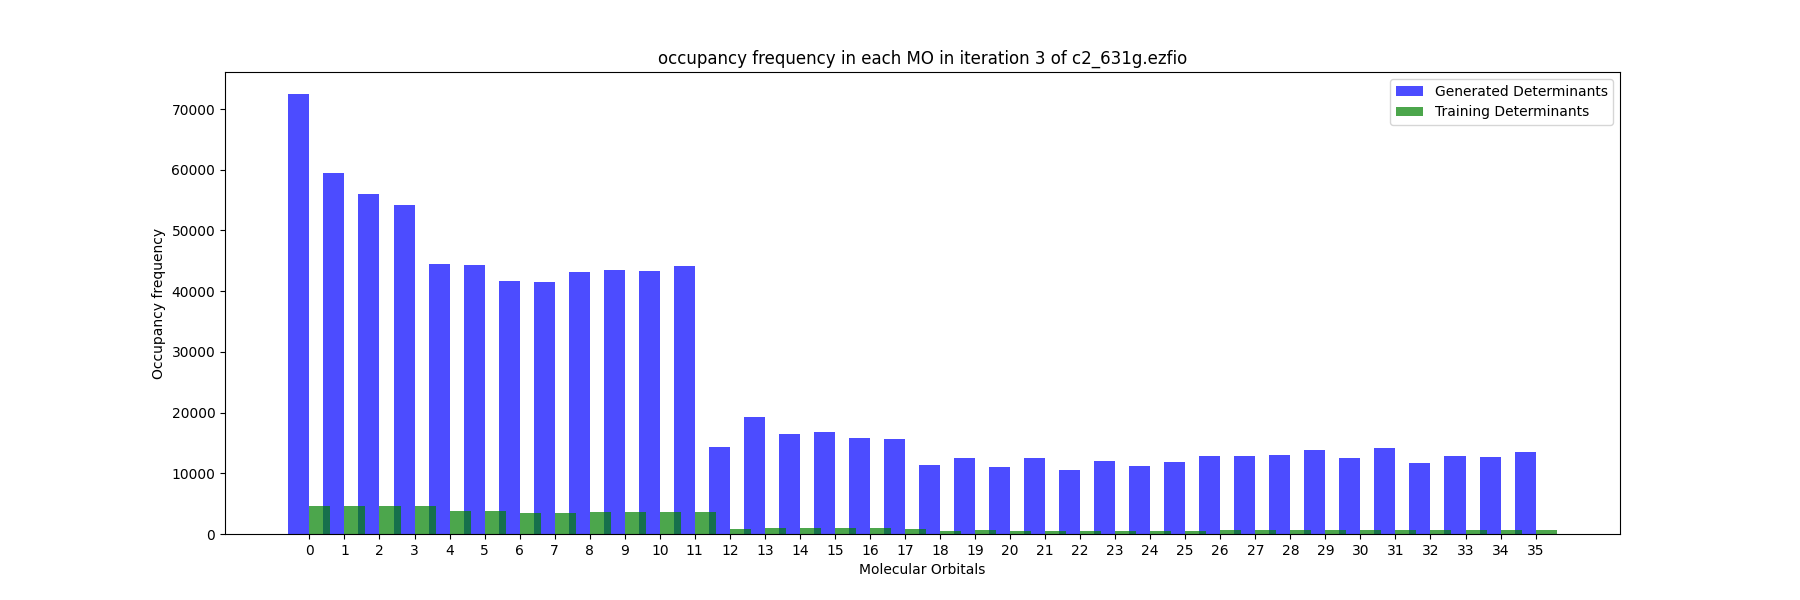 occupancy frequency in each MO in iteration 3 of c2_631g.ezfio
Generated Determinants
Training Determinants
70000
60000
50000
40000
30000
20000
10000
0
Occupancy frequency
0 1 2 3 4 5 6 7 8 9 10 11 12 13 14 15 16 17 18 19 20 21 22 23 24 25 26 27 28 29 30 31 32 33 34 35
Molecular Orbitals